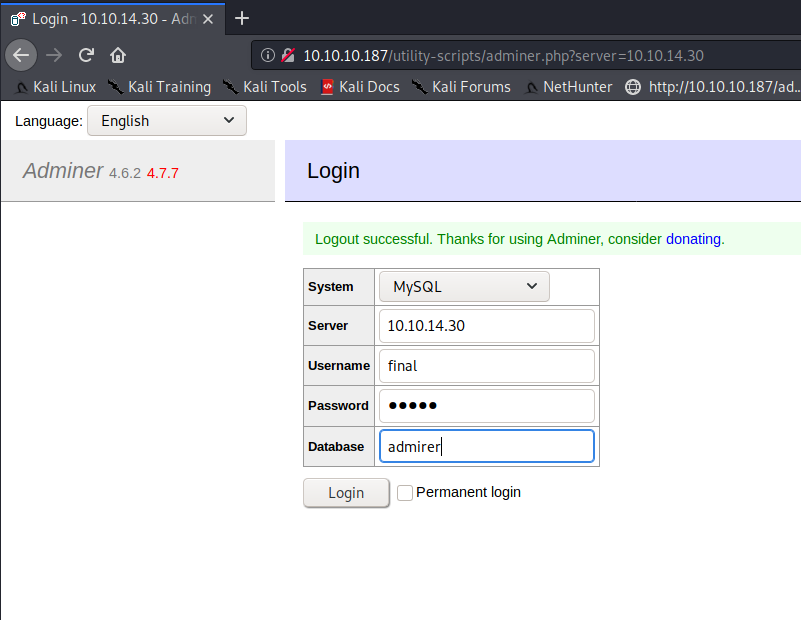 Login - 10.10.14.30 - Adn
10.10.10.187/utility-scripts/adminer.php?server=10.10.14.30
Kali Linux Kali Training Kali Tools Kali Docs Kali Forums NetHunter http://10.10.10.187/ad...
Language: English
Adminer 4.6.2 4.7.7
Login
Logout successful. Thanks for using Adminer, consider donating.
System MySQL
Server 10.10.14.30
Username final
Password ●●●●●
Database admirer
Login Permanent login